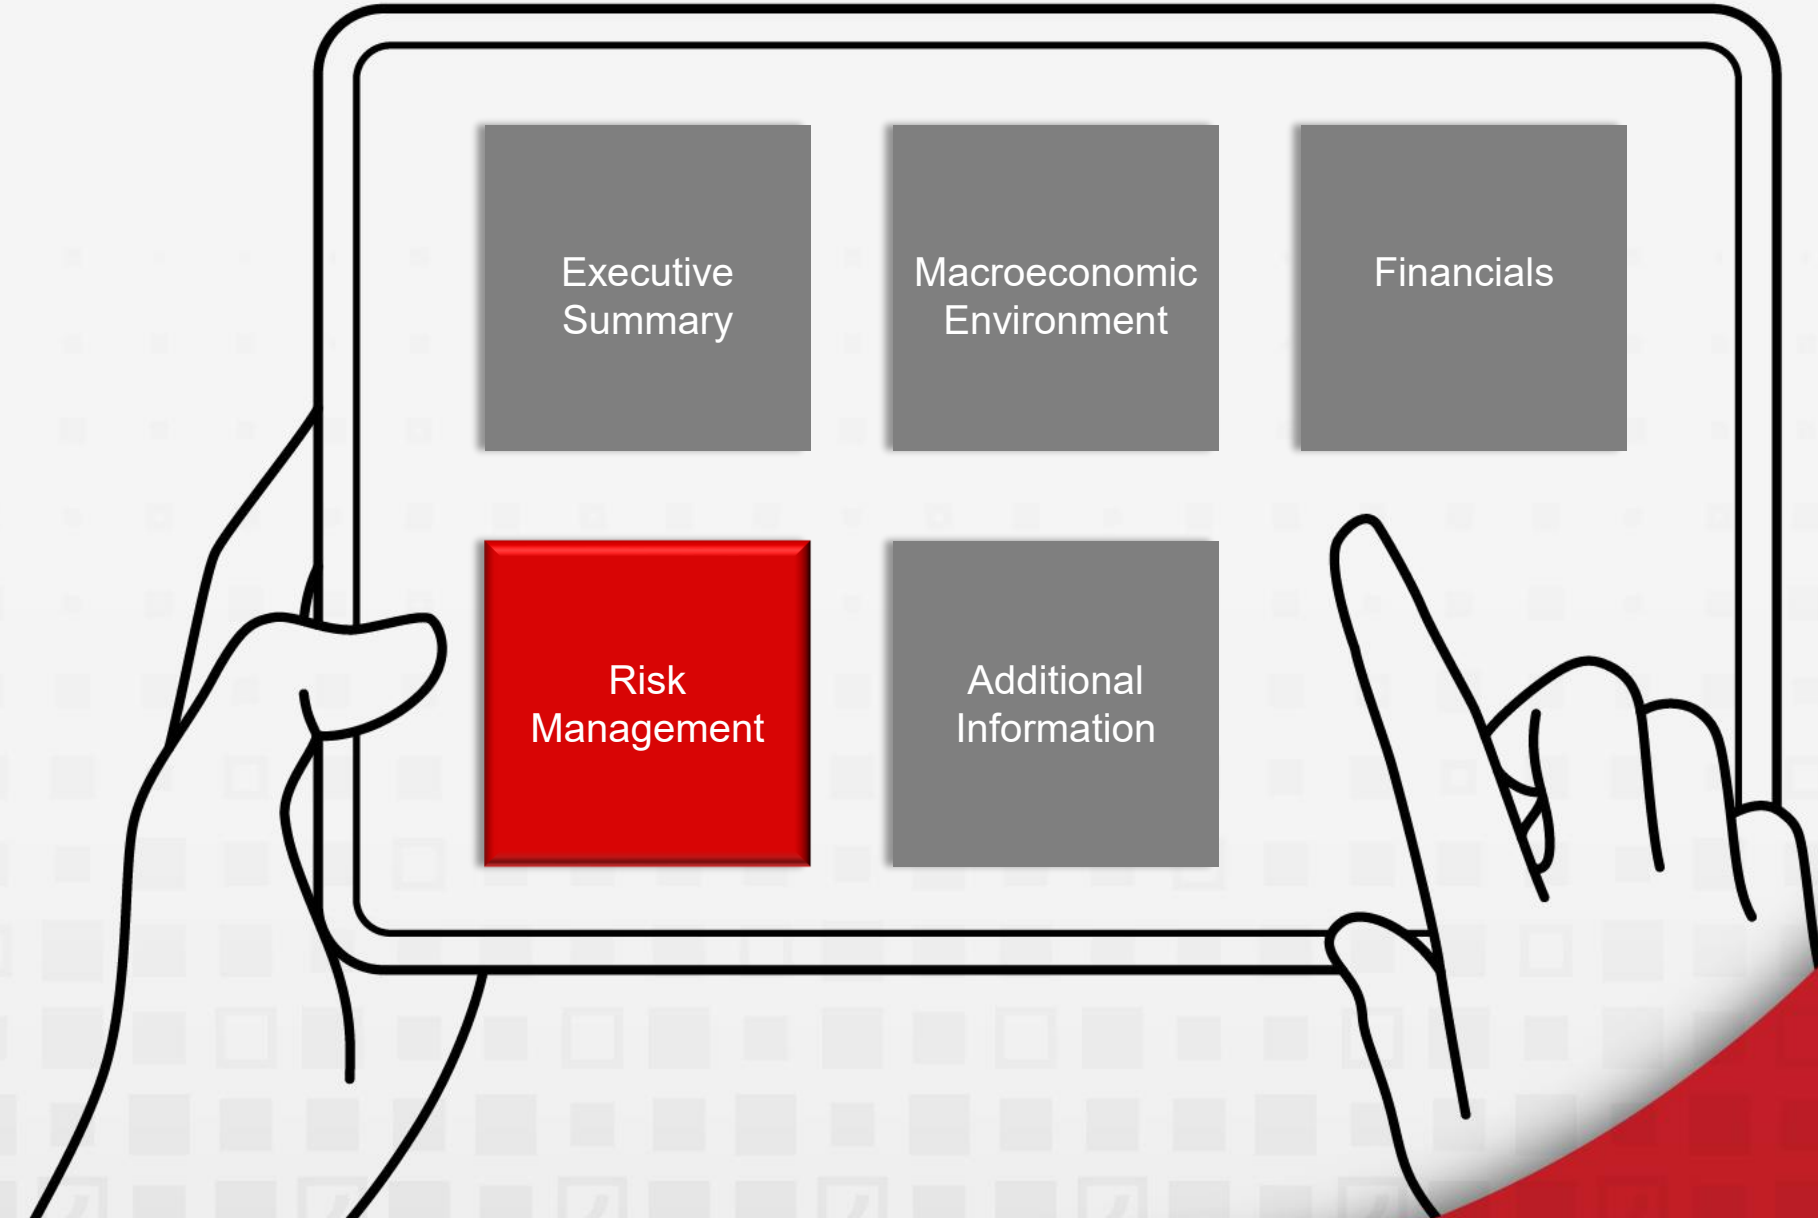 Executive
Summary
Macroeconomic
Environment
Financials
Risk
Management
Additional
Information